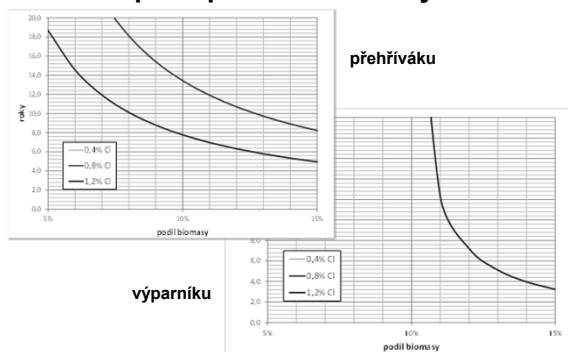 přehříváku
20,0
18,0
16,0
14,0
12,0
10,0
8,0
6,0
4,0
2,0
0,0
roky
0,4% Cl
0,8% Cl
1,2% Cl
5%
10%
15%
podíl biomasy
výparníku
8,0
6,0
4,0
2,0
0,0
0,4% Cl
0,8% Cl
1,2% Cl
5%
10%
15%
podíl biomasy